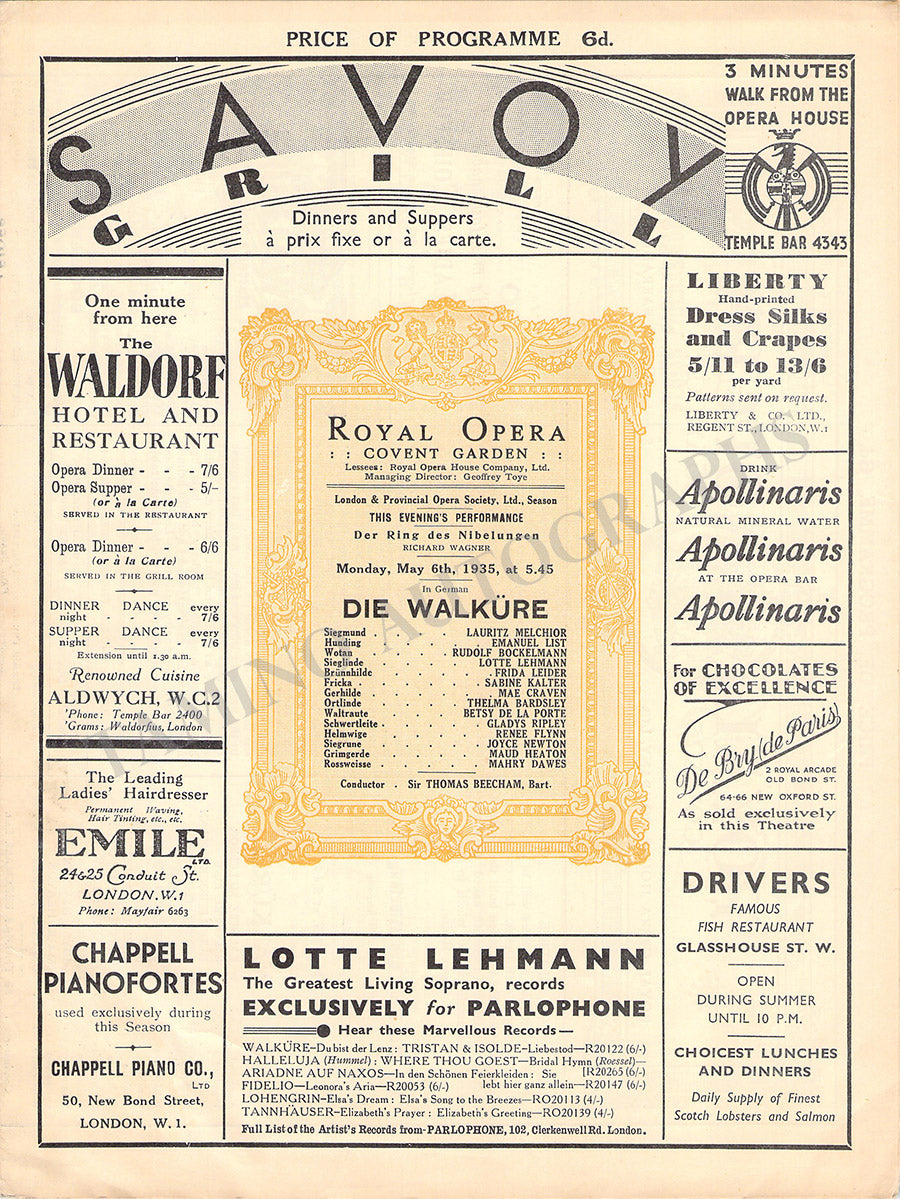 PRICE OF PROGRAMME 6d.
SAVOY
GRILL
Dinners and Suppers
à prix fixe or à la carte.
3 MINUTES
WALK FROM THE
OPERA HOUSE
TEMPLE BAR 4343
One minute
from here
The
WALDORF
HOTEL AND
RESTAURANT
Opera Dinner - - - 7/6
Opera Supper - - - 5/-
(or à la Carte)
SERVED IN THE RESTAURANT
Opera Dinner - - - 6/6
(or à la Carte)
SERVED IN THE GRILL ROOM
DINNER DANCE every
night - - - - 7/6
SUPPER DANCE every
night - - - - 7/6
Extension until 1.30 a.m.
Renowned Cuisine
ALDWYCH, W.C.2
'Phone: Temple Bar 2400
'Grams: Waldorfius, London
The Leading
Ladies' Hairdresser
Permanent Waving,
Hair Tinting, etc., etc.
EMILE
LTD.
24&25 Conduit St.
LONDON.W.1
Phone: Mayfair 6263
CHAPPELL
PIANOFORTES
used exclusively during
this Season
CHAPPELL PIANO CO.,
LTD
50, New Bond Street,
LONDON, W.1.
ROYAL OPERA
: : COVENT GARDEN : :
Lessees: Royal Opera House Company, Ltd.
Managing Director: Geoffrey Toye
London & Provincial Opera Society, Ltd., Season
THIS EVENING'S PERFORMANCE
Der Ring des Nibelungen
RICHARD WAGNER
Monday, May 6th, 1935, at 5.45
In German
DIE WALKÜRE
Siegmund . . . . . LAURITZ MELCHIOR
Hunding . . . . . EMANUEL LIST
Wotan . . . . . RUDOLF BOCKELMANN
Sieglinde . . . . . LOTTE LEHMANN
Brünnhilde . . . . . FRIDA LEIDER
Fricka . . . . . SABINE KALTER
Gerhilde . . . . . MAE CRAVEN
Ortlinde . . . . . THELMA BARDSLEY
Waltraute . . . . . BETSY DE LA PORTE
Schwertleite . . . . . GLADYS RIPLEY
Helmwige . . . . . RENEE FLYNN
Siegrune . . . . . JOYCE NEWTON
Grimgerde . . . . . MAUD HEATON
Rossweisse . . . . . MAHRY DAWES
Conductor . Sir THOMAS BEECHAM, Bart.
LOTTE LEHMANN
The Greatest Living Soprano, records
EXCLUSIVELY for PARLOPHONE
Hear these Marvellous Records—
WALKÜRE–Du bist der Lenz: TRISTAN & ISOLDE–Liebestod—R20122 (6/-)
HALLELUJA (Hummel): WHERE THOU GOEST—Bridal Hymn (Roessel)—
ARIADNE AUF NAXOS—In den Schönen Feierkleiden: Sie [R20265 (6/-)
FIDELIO—Leonora's Aria—R20053 (6/-) lebt hier ganz allein—R20147 (6/-)
LOHENGRIN—Elsa's Dream: Elsa's Song to the Breezes—RO20113 (4/-)
TANNHÄUSER–Elizabeth's Prayer: Elizabeth's Greeting—RO20139 (4/-)
Full List of the Artist's Records from-PARLOPHONE, 102, Clerkenwell Rd. London.
LIBERTY
Hand-printed
Dress Silks
and Crapes
5/11 to 13/6
per yard
Patterns sent on request.
LIBERTY & CO. LTD.,
REGENT ST., LONDON, W.1
DRINK
Apollinaris
NATURAL MINERAL WATER
Apollinaris
AT THE OPERA BAR
Apollinaris
For CHOCOLATES
OF EXCELLENCE
De Bry (de Paris)
2 ROYAL ARCADE
OLD BOND ST.
64-66 NEW OXFORD ST.
As sold exclusively
in this Theatre
DRIVERS
FAMOUS
FISH RESTAURANT
GLASSHOUSE ST. W.
OPEN
DURING SUMMER
UNTIL 10 P.M.
CHOICEST LUNCHES
AND DINNERS
Daily Supply of Finest
Scotch Lobsters and Salmon
TAMINO AUTOGRAPHS